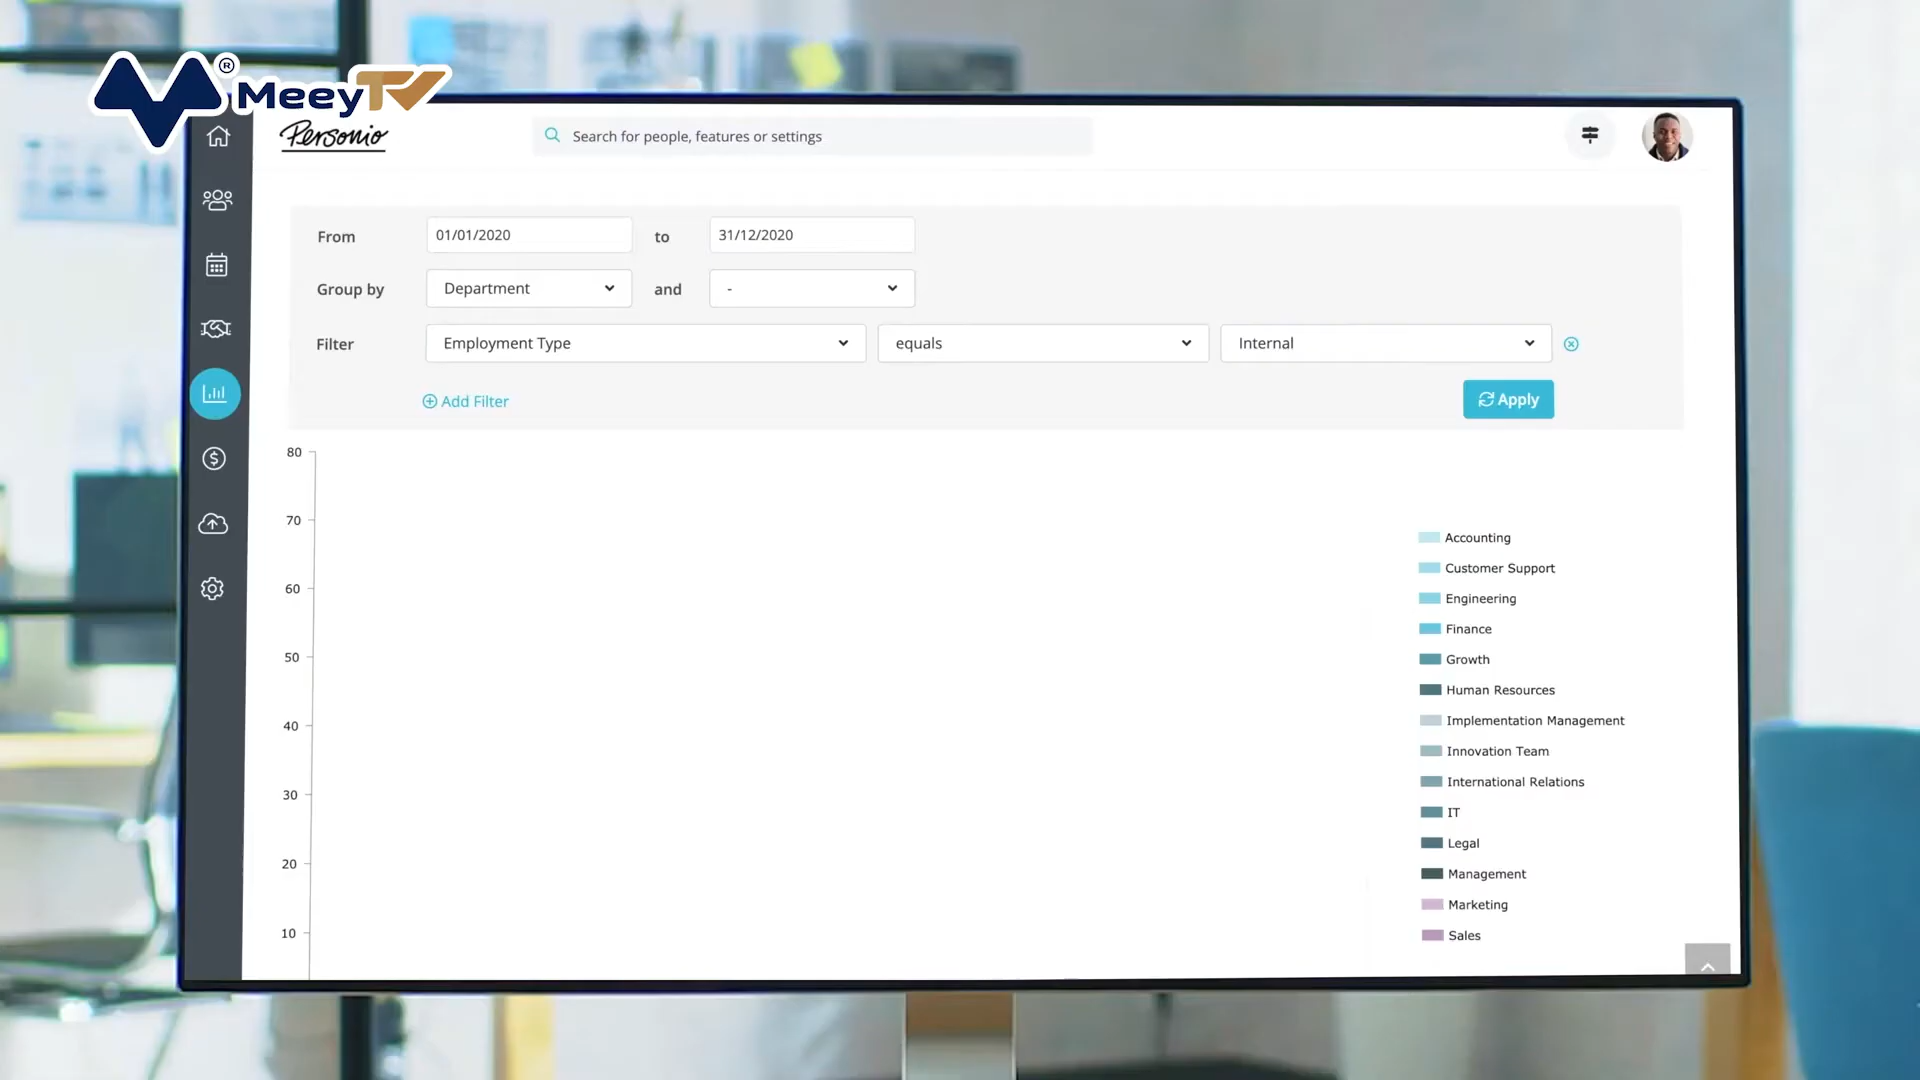 ® MeeyTV
Personio
Search for people, features or settings
From 01/01/2020 to 31/12/2020
Group by Department and -
Filter Employment Type equals Internal
Add Filter
Apply
80
70
60
50
40
30
20
10
Accounting
Customer Support
Engineering
Finance
Growth
Human Resources
Implementation Management
Innovation Team
International Relations
IT
Legal
Management
Marketing
Sales